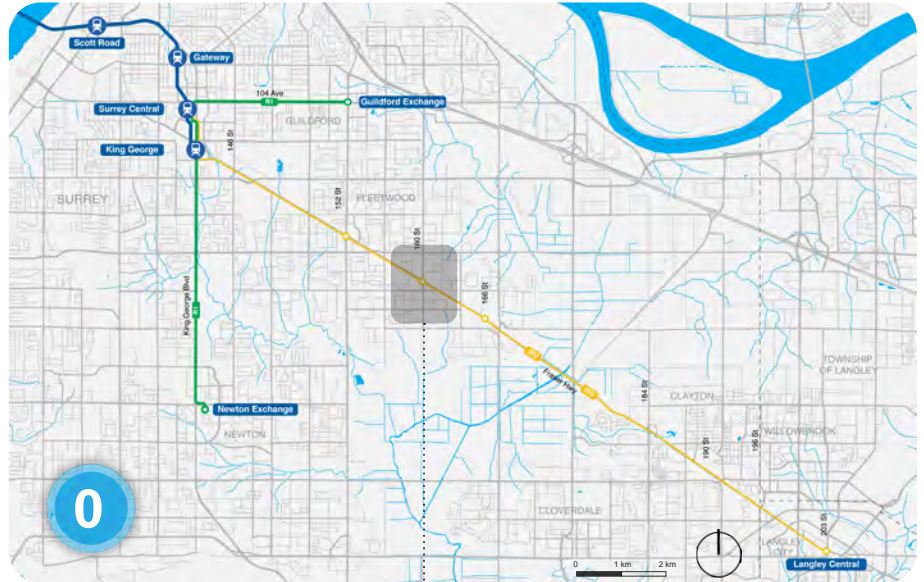 Scott Road
Gateway
104 Ave
R1
Surrey Central
Guildford Exchange
GUILDFORD
140 St
King George
SURREY
152 St
FLEETWOOD
160 St
King George Blvd
R1
166 St
Fraser Hwy
TOWNSHIP
OF LANGLEY
184 St
CLAYTON
Newton Exchange
NEWTON
190 St
196 St
WILLOWBROOK
0
CLOVERDALE
203 St
LANGLEY
CITY
Langley Central
0 1 km 2 km